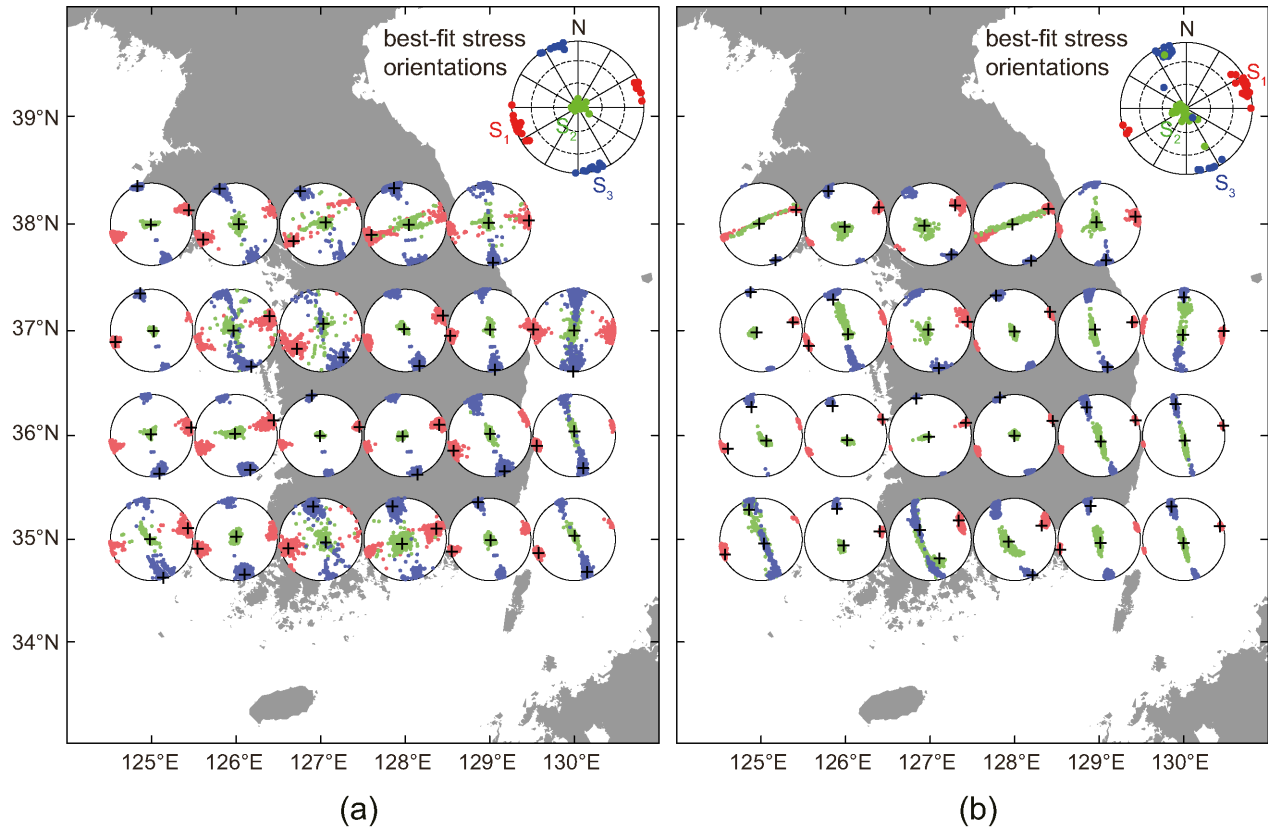 best-fit stress
orientations
N
S1
S2
S3
39°N
38°N
37°N
36°N
35°N
34°N
125°E 126°E 127°E 128°E 129°E 130°E
(a)
best-fit stress
orientations
N
S1
S2
S3
125°E 126°E 127°E 128°E 129°E 130°E
(b)